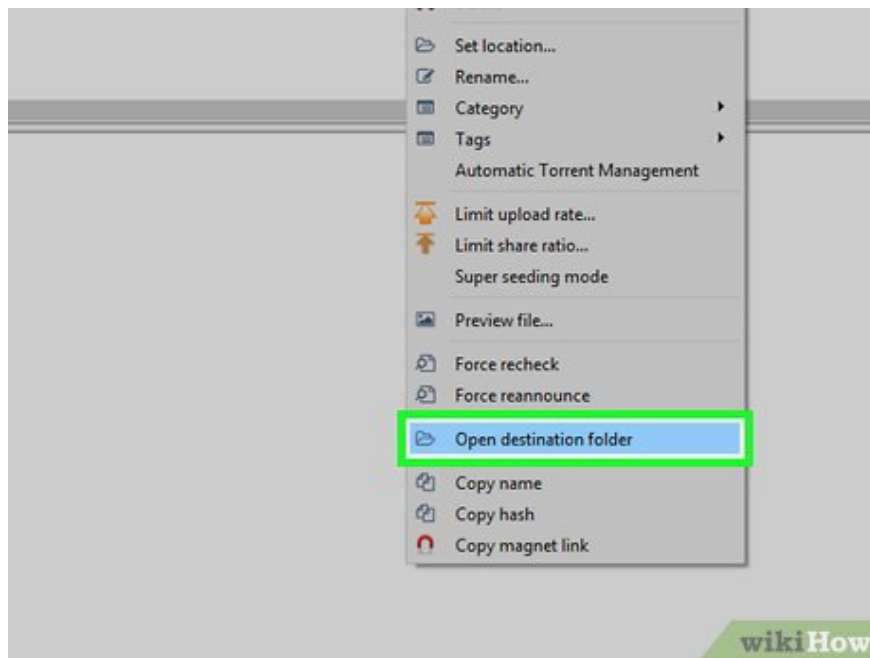 Set location...
Rename...
Category
Tags
Automatic Torrent Management
Limit upload rate...
Limit share ratio...
Super seeding mode
Preview file...
Force recheck
Force reannounce
Open destination folder
Copy name
Copy hash
Copy magnet link
wikiHow